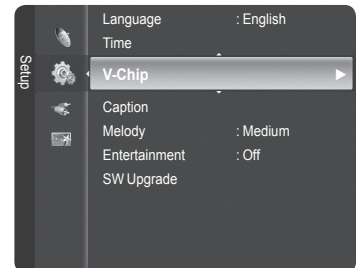 Setup
Language : English
Time
V-Chip
Caption
Melody : Medium
Entertainment : Off
SW Upgrade